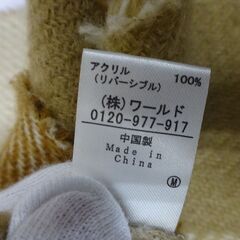 アクリル 100%
(リバーシブル)
(株)ワールド
0120-977-917
中国製
Made in
China
M